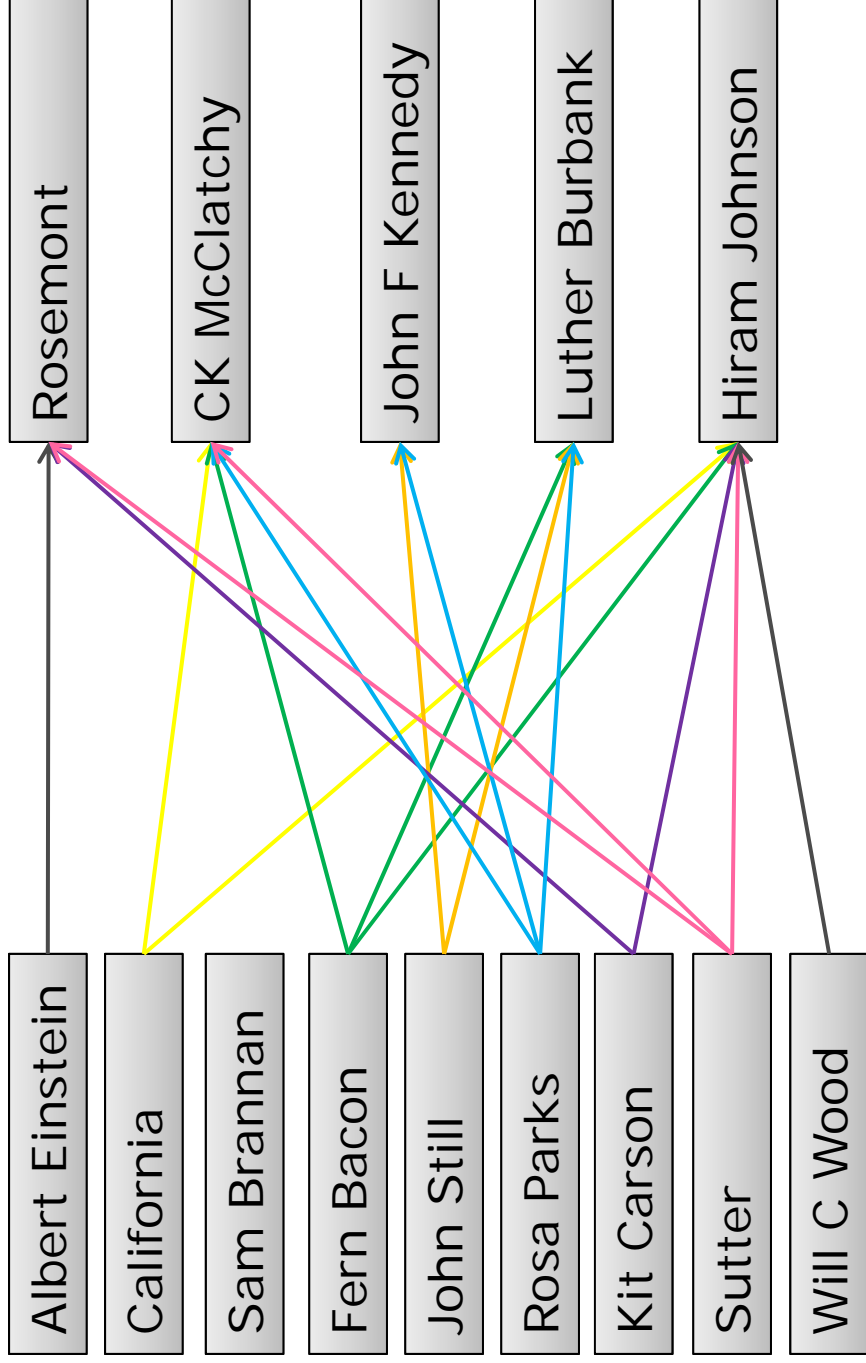 Albert Einstein
California
Sam Brannan
Fern Bacon
John Still
Rosa Parks
Kit Carson
Sutter
Will C Wood
Rosemont
CK McClatchy
John F Kennedy
Luther Burbank
Hiram Johnson